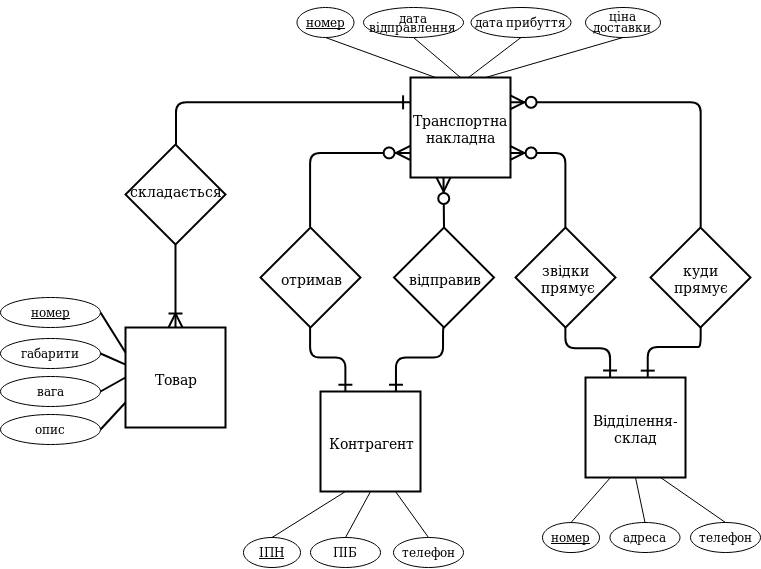 номер
дата
відправлення
дата прибуття
ціна
доставки
Транспортна
накладна
складається
отримав
відправив
звідки
прямує
куди
прямує
номер
габарити
вага
опис
Товар
Контрагент
Відділення-
склад
ІПН
ПІБ
телефон
номер
адреса
телефон